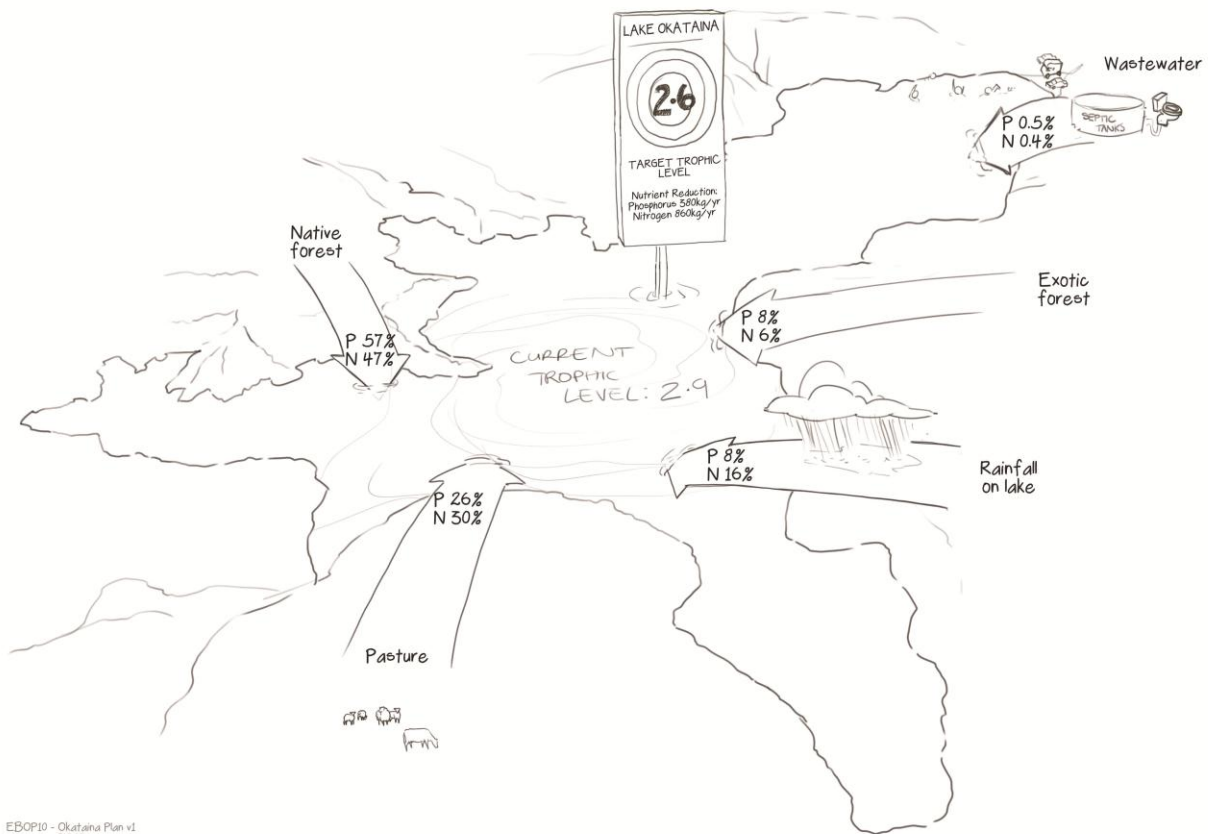 LAKE OKATAINA
2.6
TARGET TROPHIC
LEVEL
Nutrient Reduction:
Phosphorus 380kg/yr
Nitrogen 860kg/yr
Wastewater
SEPTIC
TANKS
P 0.5%
N 0.4%
Native
forest
P 57%
N 47%
Exotic
forest
P 8%
N 6%
CURRENT
TROPHIC
LEVEL: 2.9
Rainfall
on lake
P 8%
N 16%
P 26%
N 30%
Pasture
EBOP10 - Okataina Plan v1